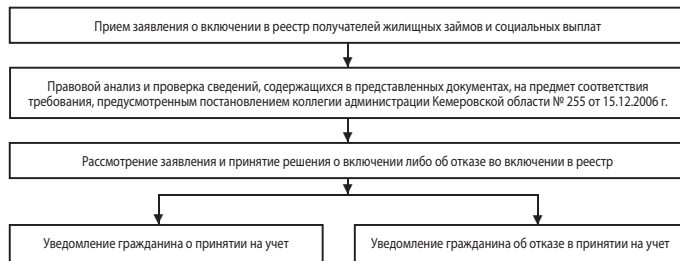 Прием заявления о включении в реестр получателей жилищных займов и социальных выплат
Правовой анализ и проверка сведений, содержащихся в представленных документах, на предмет соответствия
требования, предусмотренным постановлением коллегии администрации Кемеровской области № 255 от 15.12.2006 г.
Рассмотрение заявления и принятие решения о включении либо об отказе во включении в реестр
Уведомление гражданина о принятии на учет
Уведомление гражданина об отказе в принятии на учет